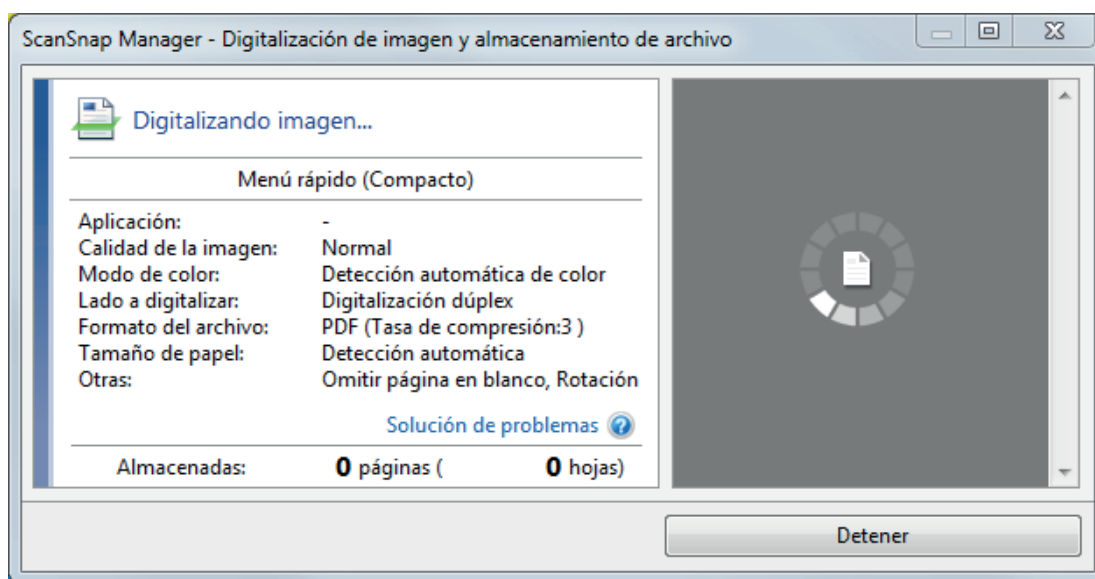 ScanSnap Manager - Digitalización de imagen y almacenamiento de archivo
Digitalizando imagen...
Menú rápido (Compacto)
Aplicación: -
Calidad de la imagen: Normal
Modo de color: Detección automática de color
Lado a digitalizar: Digitalización dúplex
Formato del archivo: PDF (Tasa de compresión:3 )
Tamaño de papel: Detección automática
Otras: Omitir página en blanco, Rotación
Solución de problemas ?
Almacenadas: 0 páginas ( 0 hojas)
Detener